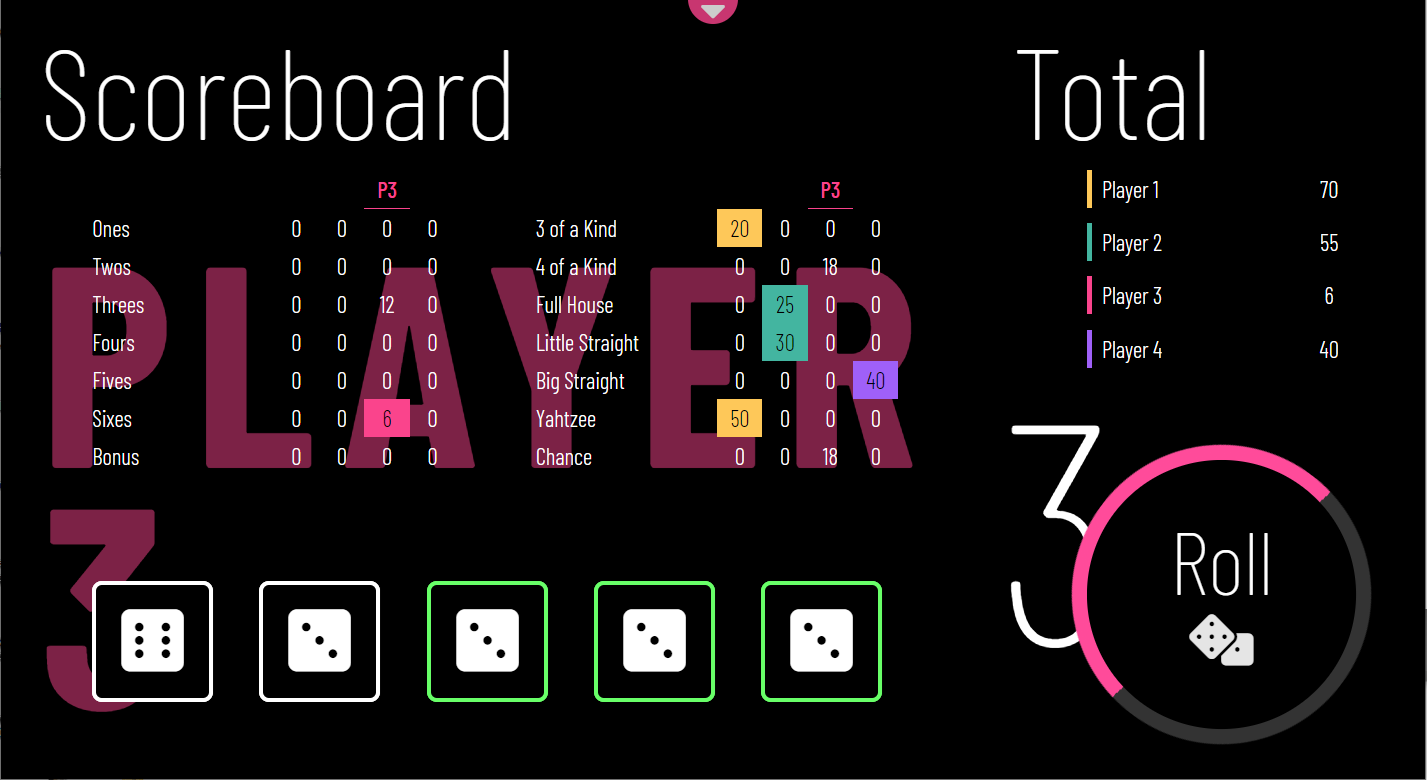 Scoreboard Total
P3 P3
Player 1 70
Ones 0 0 0 0 3 of a Kind 20 0 0 0
Player 2 55
Twos 0 0 0 0 4 of a Kind 0 0 18 0
Threes 0 0 12 0 Full House 0 25 0 0
Player 3 6
Fours 0 0 0 0 Little Straight 0 30 0 0
Player 4 40
Fives 0 0 0 0 Big Straight 0 0 0 40
Sixes 0 0 6 0 Yahtzee 50 0 0 0
Bonus 0 0 0 0 Chance 0 0 18 0
PLAYER
3
3
Roll